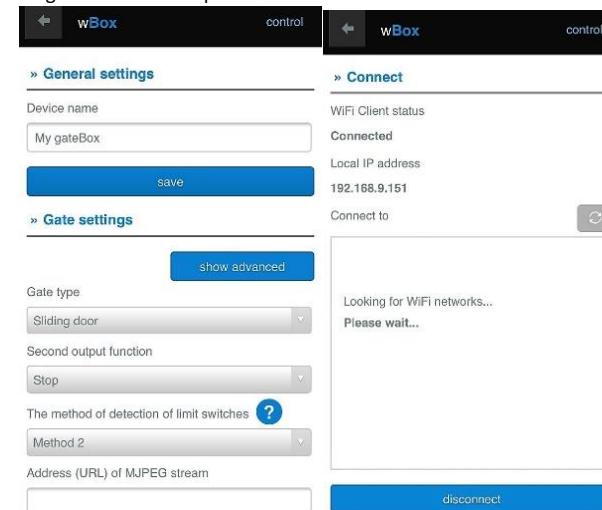 wBox
control
» General settings
Device name
My gateBox
save
» Gate settings
show advanced
Gate type
Sliding door
Second output function
Stop
The method of detection of limit switches ?
Method 2
Address (URL) of MJPEG stream
wBox
control
» Connect
WiFi Client status
Connected
Local IP address
192.168.9.151
Connect to
Looking for WiFi networks...
Please wait...
disconnect